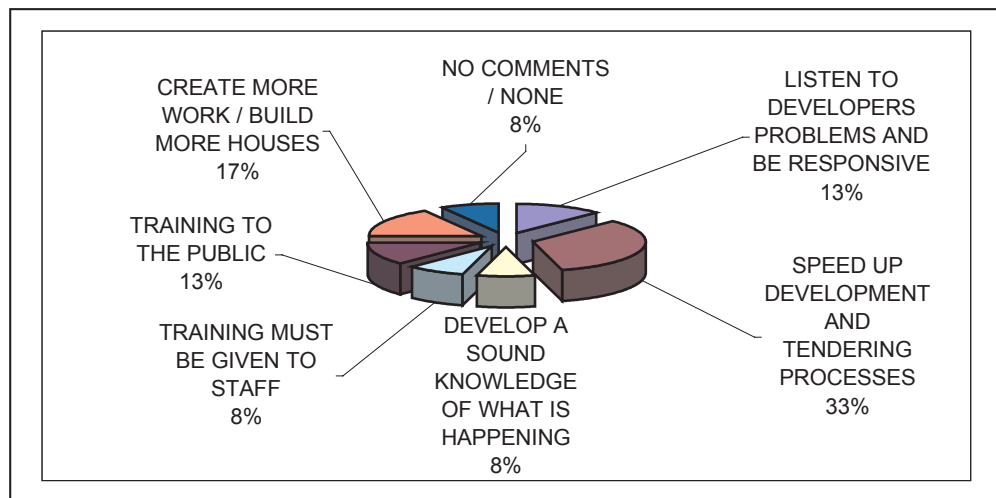 NO COMMENTS
/ NONE
8%
LISTEN TO
DEVELOPERS
PROBLEMS AND
BE RESPONSIVE
13%
SPEED UP
DEVELOPMENT
AND
TENDERING
PROCESSES
33%
DEVELOP A
SOUND
KNOWLEDGE
OF WHAT IS
HAPPENING
8%
TRAINING MUST
BE GIVEN TO
STAFF
8%
TRAINING TO
THE PUBLIC
13%
CREATE MORE
WORK / BUILD
MORE HOUSES
17%